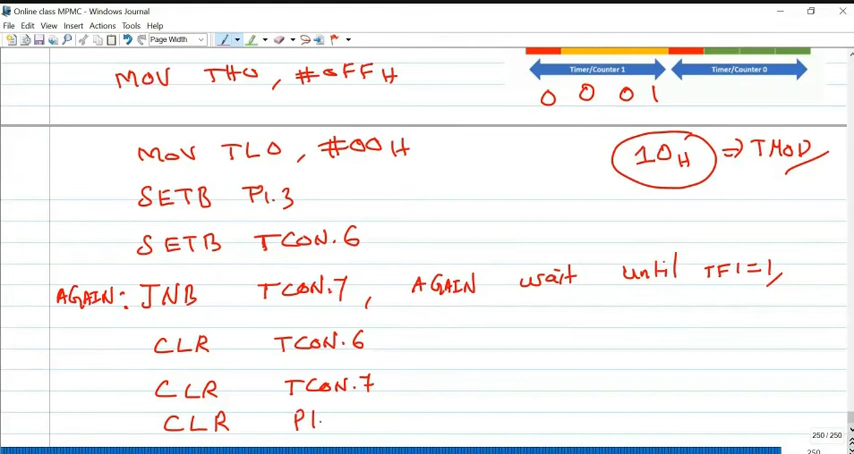 Online class MPMC - Windows Journal
File Edit View Insert Actions Tools Help
Page Width
MOV TH0, #0FFH
Timer/Counter 1 Timer/Counter 0
0 0 0 1
MOV TL0, #00H
10H ⇒ TMOD
SETB P1.3
SETB TCON.6
AGAIN: JNB TCON.7, AGAIN wait until TF1=1,
CLR TCON.6
CLR TCON.7
CLR P1.
250 / 250
250